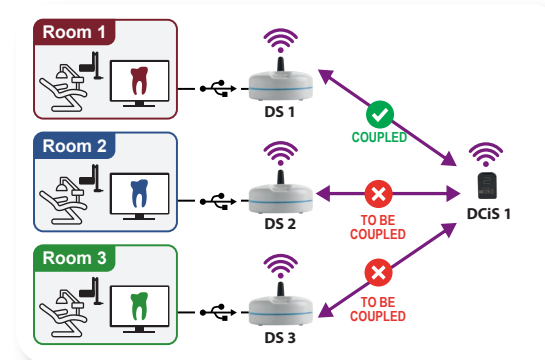 Room 1
DS 1
COUPLED
Room 2
DS 2
TO BE
COUPLED
DCiS 1
Room 3
DS 3
TO BE
COUPLED